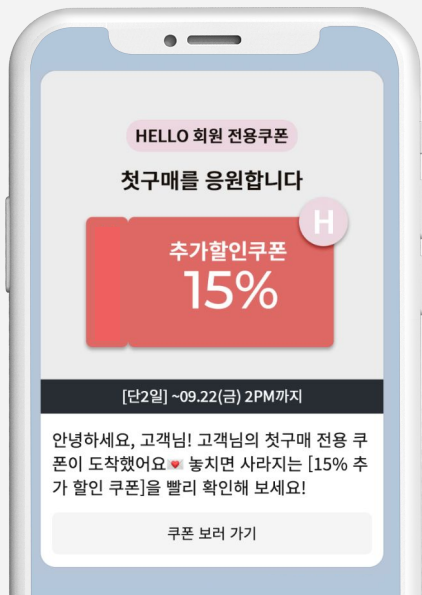 HELLO 회원 전용쿠폰
첫구매를 응원합니다
H
추가할인쿠폰
15%
[단2일] ~09.22(금) 2PM까지
안녕하세요, 고객님! 고객님의 첫구매 전용 쿠
폰이 도착했어요💌 놓치면 사라지는 [15% 추
가 할인 쿠폰]을 빨리 확인해 보세요!
쿠폰 보러 가기